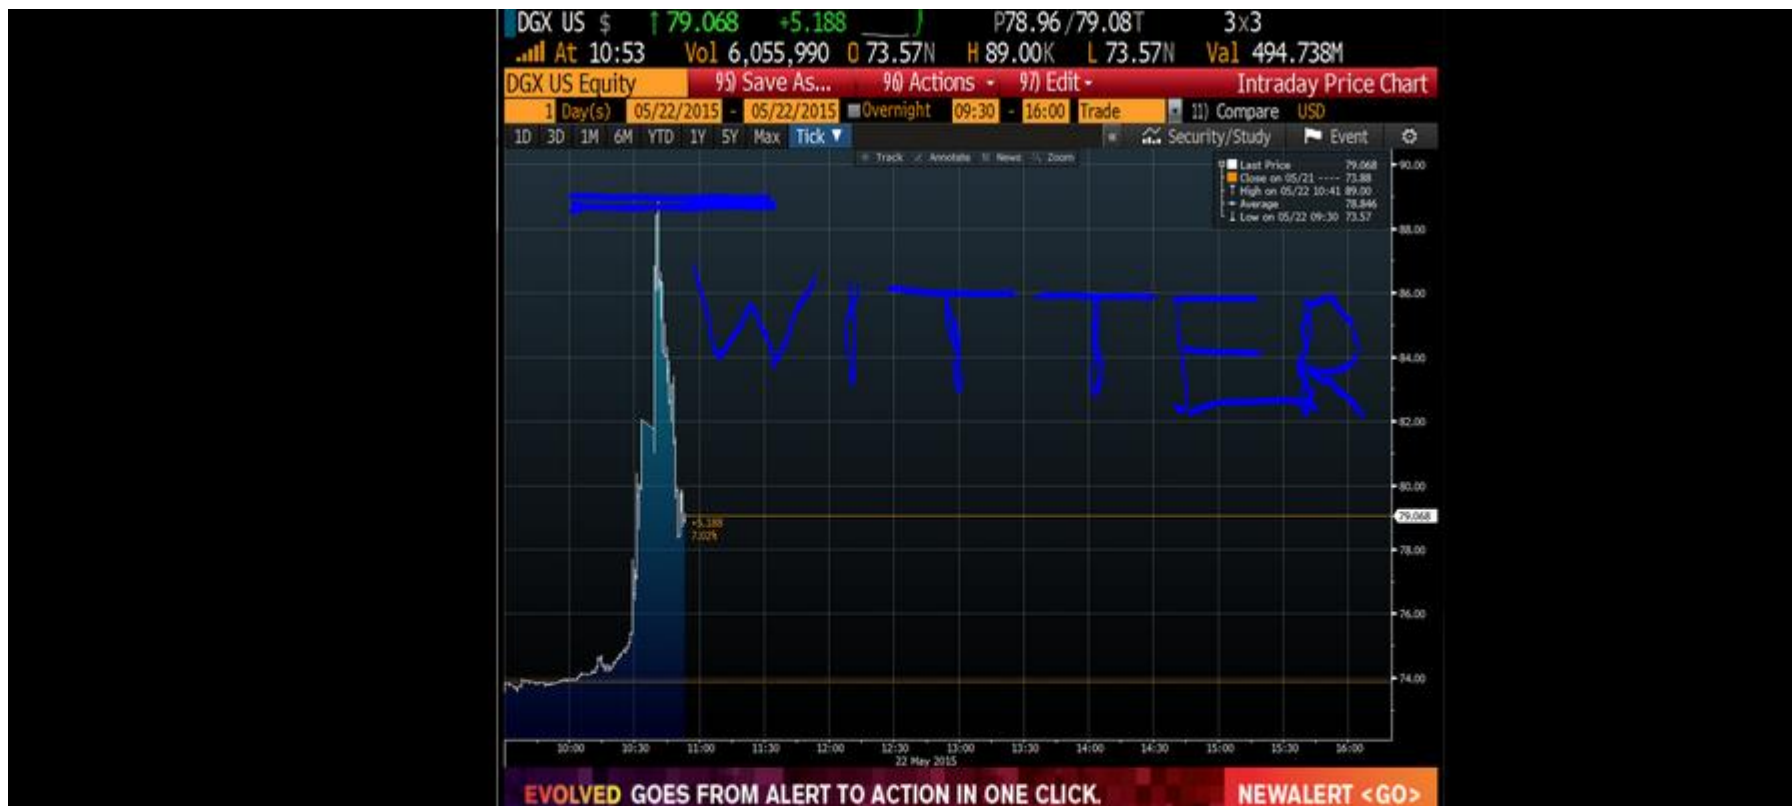 DGX US $ ↑ 79.068 +5.188 P78.96/79.08T 3x3
At 10:53 Vol 6,055,990 O 73.57N H 89.00K L 73.57N Val 494.738M
DGX US Equity 95) Save As... 96) Actions 97) Edit Intraday Price Chart
1 Day(s) 05/22/2015 - 05/22/2015 Overnight 09:30 - 16:00 Trade 11) Compare USD
1D 3D 1M 6M YTD 1Y 5Y Max Tick ▼ Security/Study Event
Track Annotate News Zoom
Last Price 79.068
Close on 05/21 ---- 73.88
High on 05/22 10:41 89.00
Average 78.846
Low on 05/22 09:30 73.57
90.00
88.00
WITTER
86.00
84.00
82.00
80.00
79.068
+5.188
7.02%
78.00
76.00
74.00
10:00 10:30 11:00 11:30 12:00 12:30 13:00 13:30 14:00 14:30 15:00 15:30 16:00
22 May 2015
EVOLVED GOES FROM ALERT TO ACTION IN ONE CLICK. NEWALERT <GO>